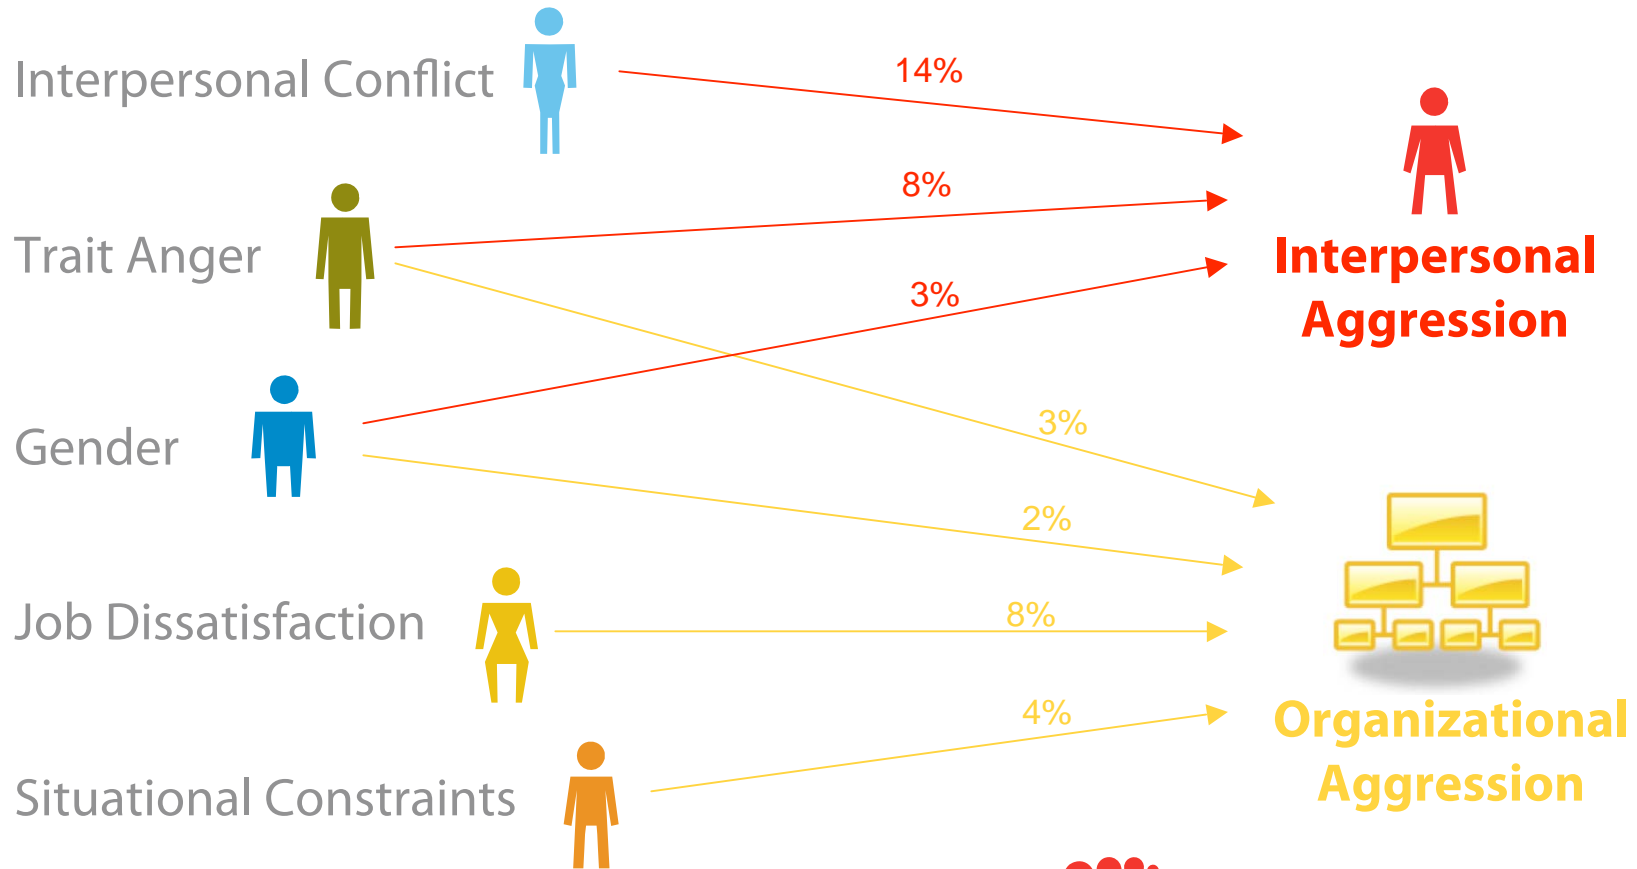 Interpersonal Conflict
14%
Trait Anger
8%
3%
Interpersonal
Aggression
Gender
3%
2%
Job Dissatisfaction
8%
Situational Constraints
4%
Organizational
Aggression